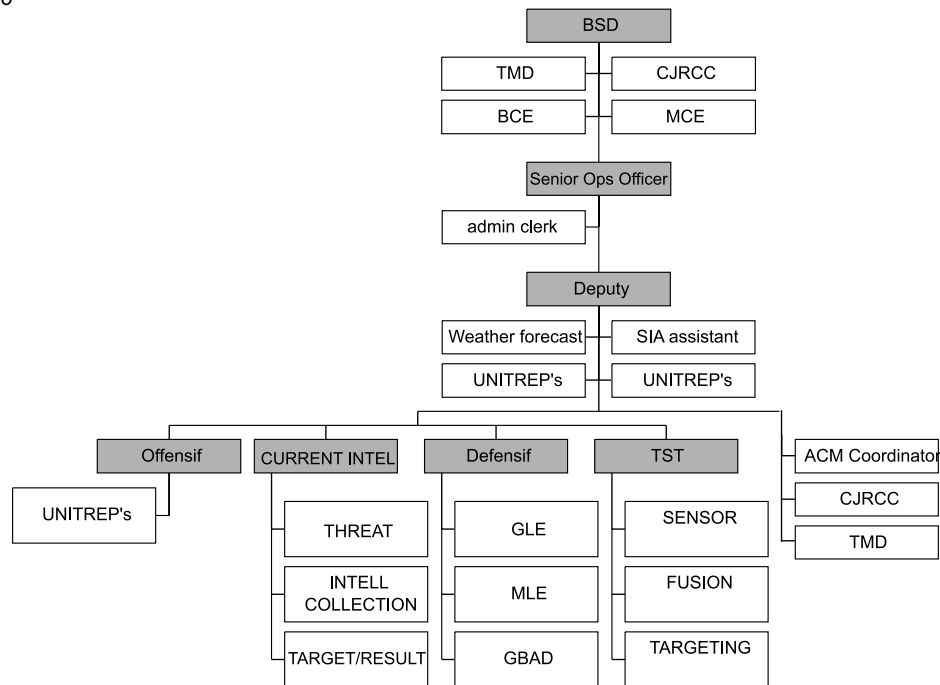 BSD
TMD
CJRCC
BCE
MCE
Senior Ops Officer
admin clerk
Deputy
Weather forecast
SIA assistant
UNITREP's
UNITREP's
Offensif
CURRENT INTEL
Defensif
TST
ACM Coordinator
UNITREP's
THREAT
GLE
SENSOR
CJRCC
TMD
INTELL
COLLECTION
MLE
FUSION
TARGET/RESULT
GBAD
TARGETING